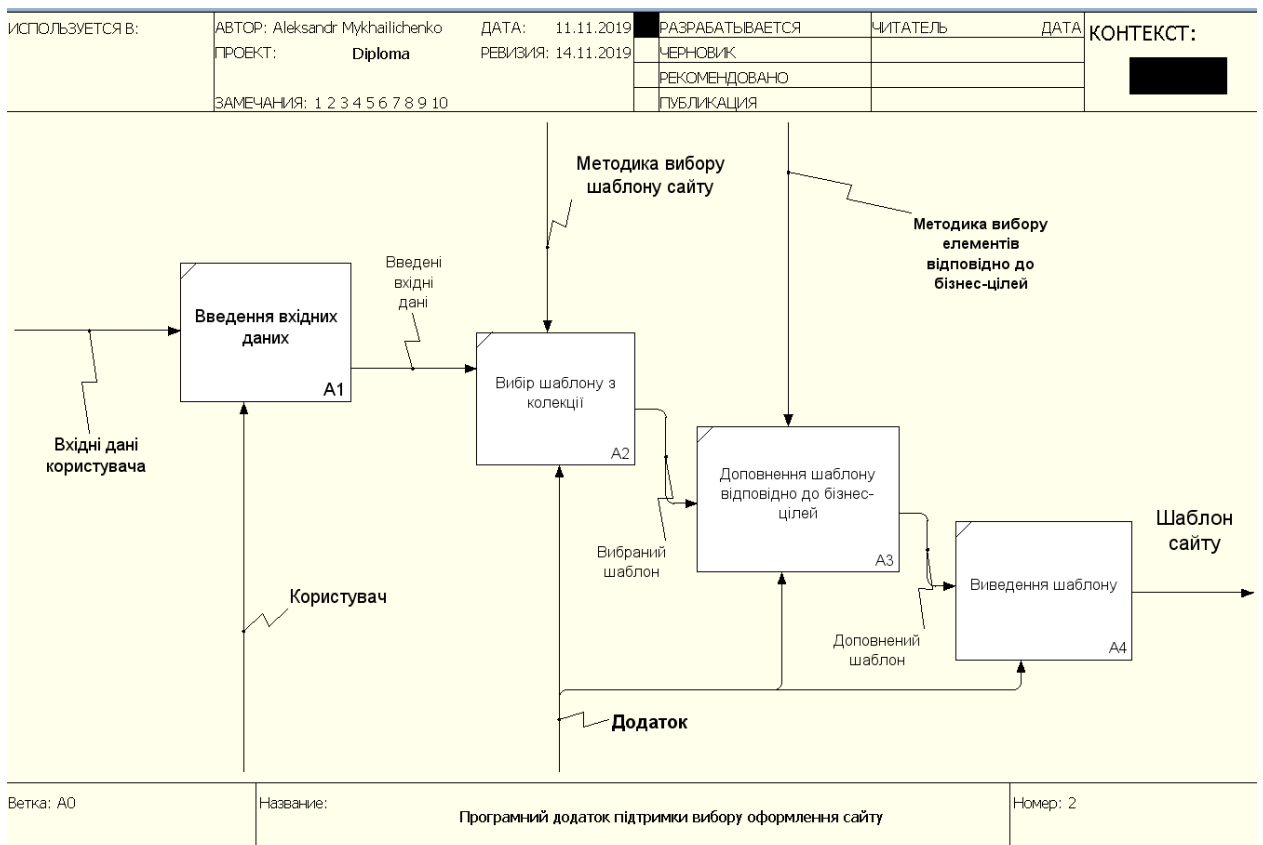 ИСПОЛЬЗУЕТСЯ В:
АВТОР: Aleksandr Mykhailichenko
ДАТА: 11.11.2019
РАЗРАБАТЫВАЕТСЯ
ЧИТАТЕЛЬ
ДАТА
КОНТЕКСТ:
ПРОЕКТ: Diploma
РЕВИЗИЯ: 14.11.2019
ЧЕРНОВИК
РЕКОМЕНДОВАНО
ЗАМЕЧАНИЯ: 1 2 3 4 5 6 7 8 9 10
ПУБЛИКАЦИЯ
Методика вибору
шаблону сайту
Методика вибору
елементів
відповідно до
бізнес-цілей
Введені
вхідні
дані
Введення вхідних
даних
A1
Вибір шаблону з
колекції
A2
Вхідні дані
користувача
Доповнення шаблону
відповідно до бізнес-
цілей
A3
Вибраний
шаблон
Шаблон
сайту
Виведення шаблону
A4
Користувач
Доповнений
шаблон
Додаток
Ветка: A0
Название:
Програмний додаток підтримки вибору оформлення сайту
Номер: 2